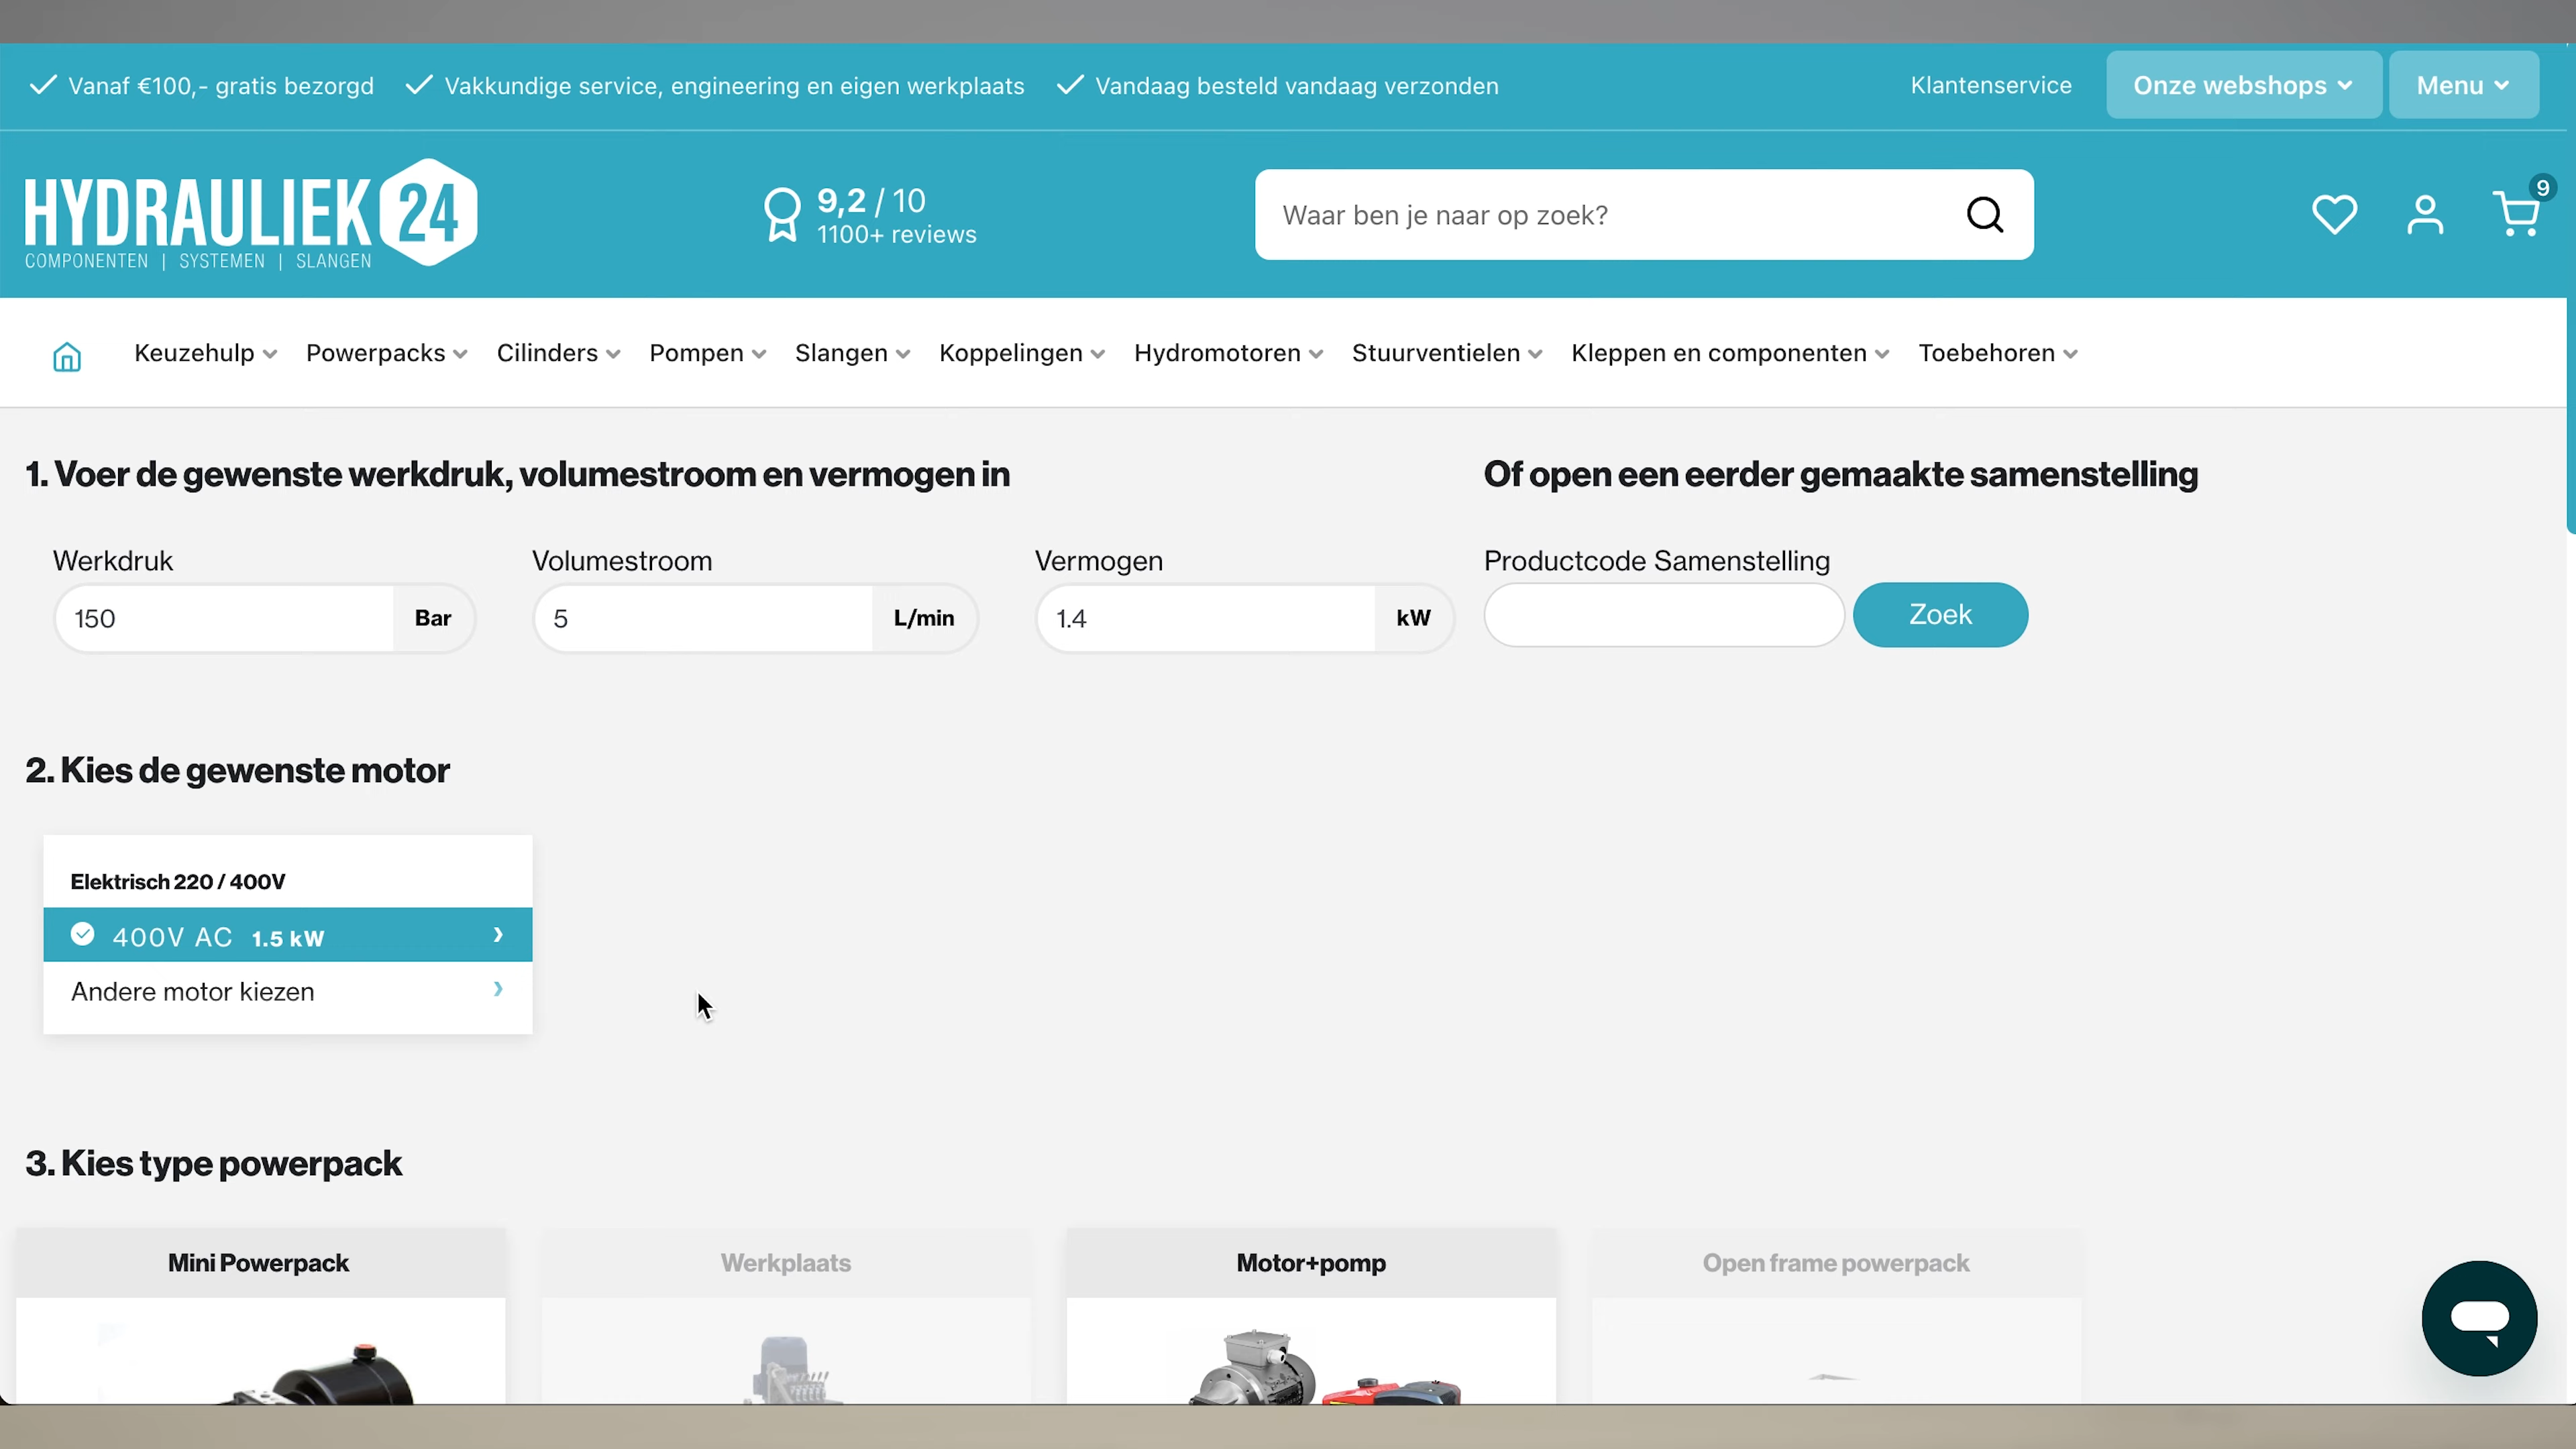 Vanaf €100,- gratis bezorgd
Vakkundige service, engineering en eigen werkplaats
Vandaag besteld vandaag verzonden
Klantenservice
Onze webshops
Menu
HYDRAULIEK 24
COMPONENTEN | SYSTEMEN | SLANGEN
9,2 / 10
1100+ reviews
Waar ben je naar op zoek?
9
Keuzehulp
Powerpacks
Cilinders
Pompen
Slangen
Koppelingen
Hydromotoren
Stuurventielen
Kleppen en componenten
Toebehoren
1. Voer de gewenste werkdruk, volumestroom en vermogen in
Of open een eerder gemaakte samenstelling
Werkdruk
Volumestroom
Vermogen
Productcode Samenstelling
150 Bar
5 L/min
1.4 kW
Zoek
2. Kies de gewenste motor
Elektrisch 220 / 400V
400V AC 1.5 kW
Andere motor kiezen
3. Kies type powerpack
Mini Powerpack
Werkplaats
Motor+pomp
Open frame powerpack